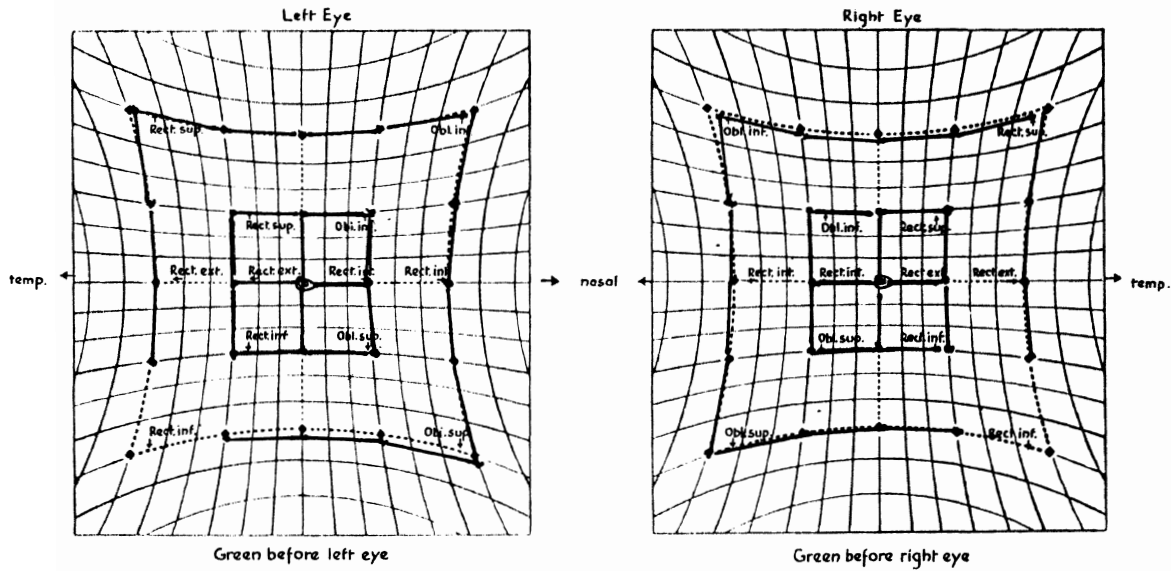 Left Eye
Right Eye
Rect. sup.
Obl. inf.
Obl. inf.
Rect. sup.
Rect. sup.
Obl. inf.
Obl. inf.
Rect. sup.
temp.
Rect. ext.
Rect. ext.
Rect. int.
Rect. int.
nasal
Rect. int.
Rect. int.
Rect. ext.
Rect. ext.
temp.
Rect. inf
Obl. sup.
Obl. sup.
Rect. inf.
Rect. inf.
Obl. sup.
Obl. sup.
Rect. inf.
Green before left eye
Green before right eye